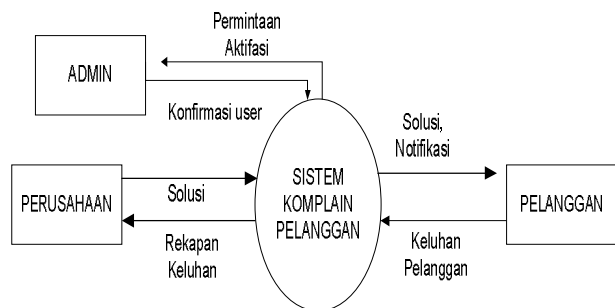 Permintaan
Aktifasi
ADMIN
Konfirmasi user
Solusi,
Notifikasi
PERUSAHAAN
Solusi
SISTEM
KOMPLAIN
PELANGGAN
PELANGGAN
Rekapan
Keluhan
Keluhan
Pelanggan